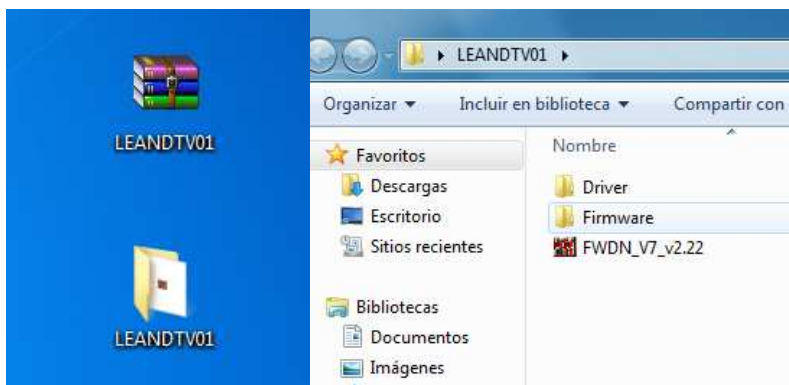 LEANDTV01
LEANDTV01
LEANDTV01
Organizar Incluir en biblioteca Compartir con
Favoritos
Descargas
Escritorio
Sitios recientes
Bibliotecas
Documentos
Imágenes
Nombre
Driver
Firmware
FWDN_V7_v2.22